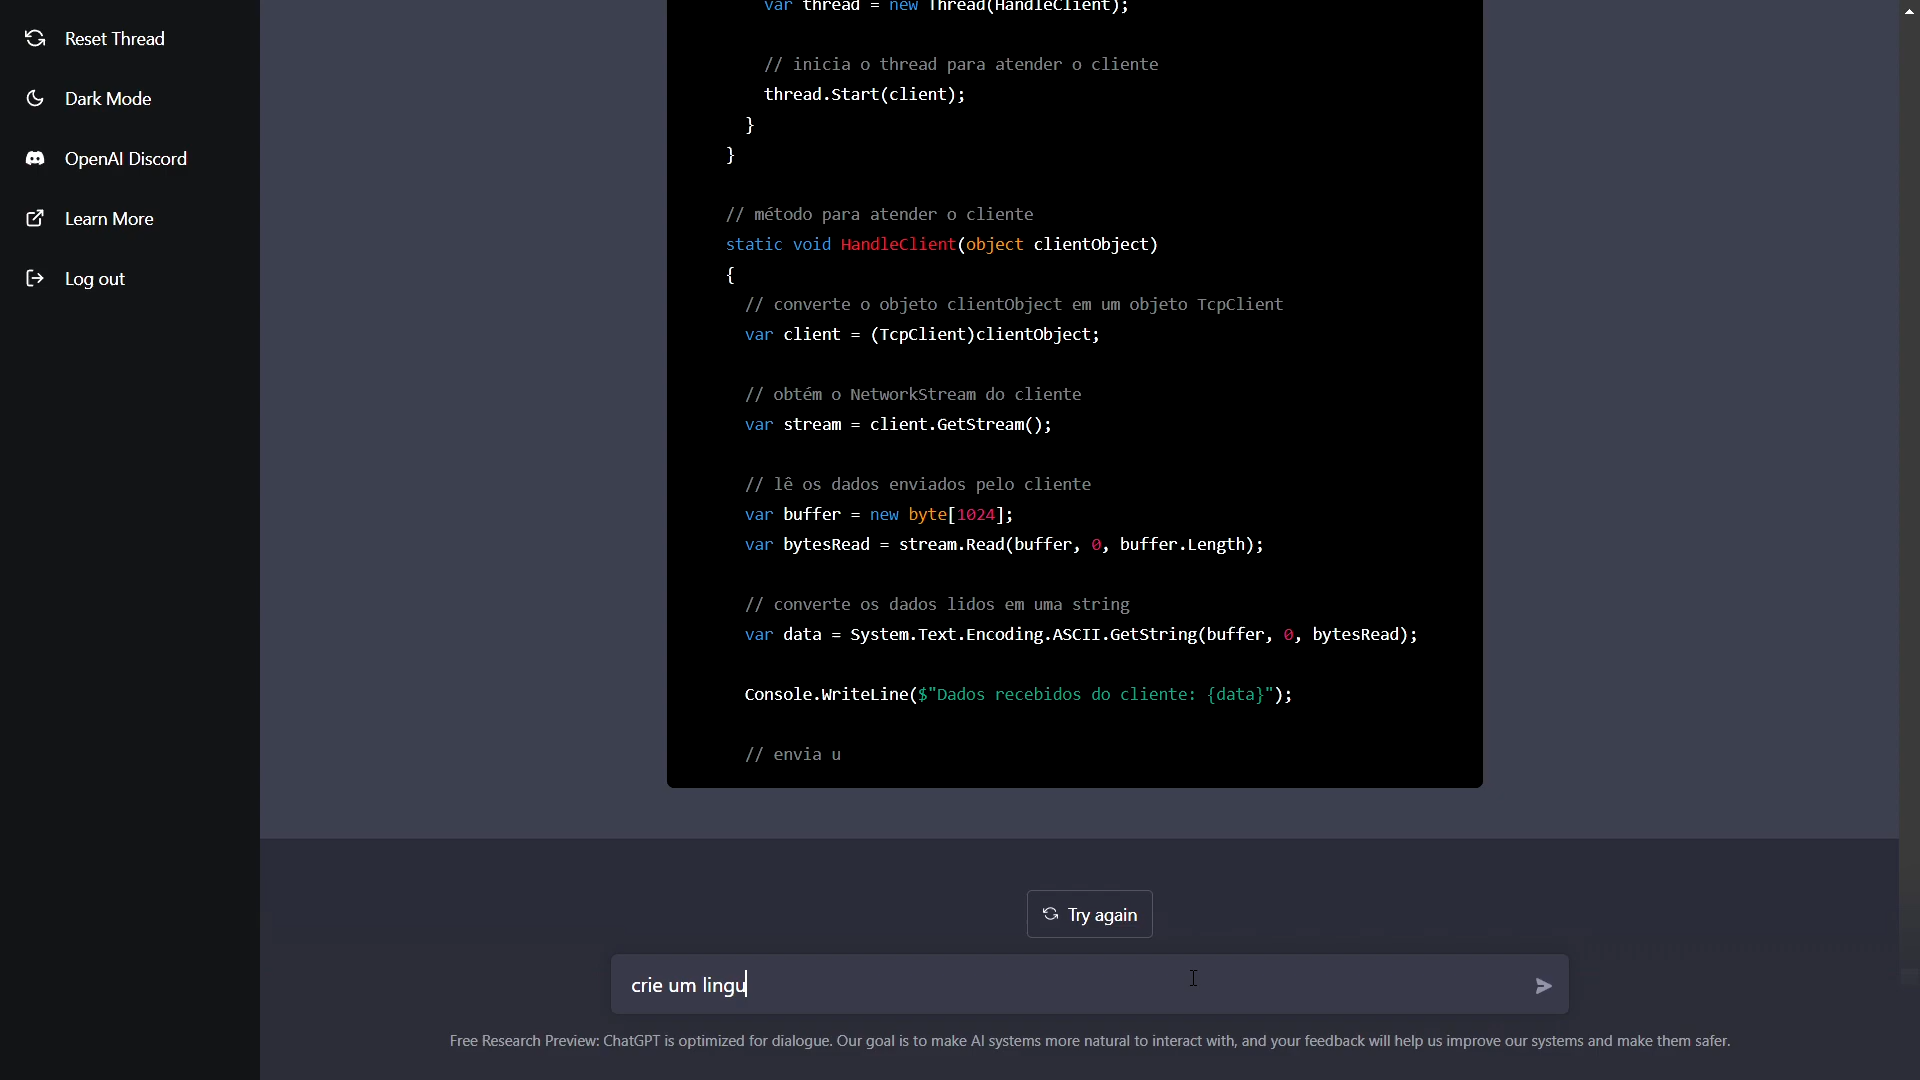 Reset Thread
Dark Mode
OpenAI Discord
Learn More
Log out
var thread = new Thread(HandleClient);
// inicia o thread para atender o cliente
thread.Start(client);
}
}
// método para atender o cliente
static void HandleClient(object clientObject)
{
// converte o objeto clientObject em um objeto TcpClient
var client = (TcpClient)clientObject;
// obtém o NetworkStream do cliente
var stream = client.GetStream();
// lê os dados enviados pelo cliente
var buffer = new byte[1024];
var bytesRead = stream.Read(buffer, 0, buffer.Length);
// converte os dados lidos em uma string
var data = System.Text.Encoding.ASCII.GetString(buffer, 0, bytesRead);
Console.WriteLine($"Dados recebidos do cliente: {data}");
// envia u
Try again
crie um lingu
Free Research Preview: ChatGPT is optimized for dialogue. Our goal is to make AI systems more natural to interact with, and your feedback will help us improve our systems and make them safer.